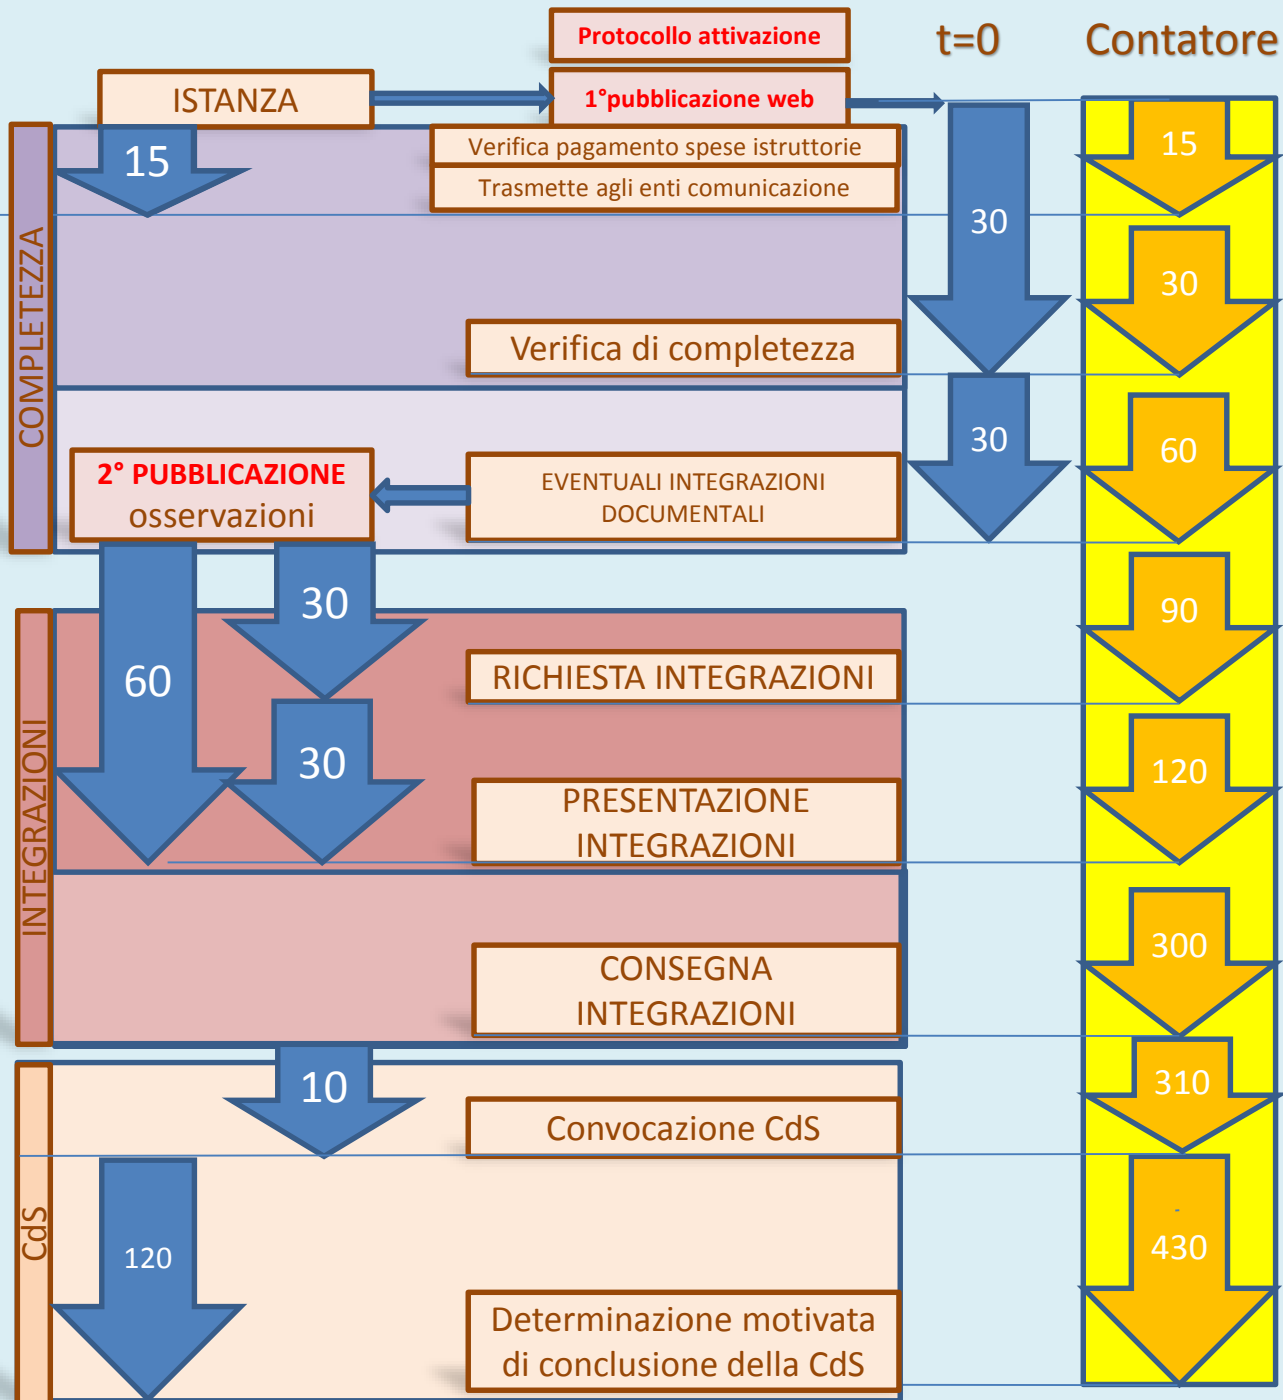 Protocollo attivazione
t=0
Contatore
ISTANZA
1°pubblicazione web
COMPLETEZZA
15
Verifica pagamento spese istruttorie
15
Trasmette agli enti comunicazione
30
30
Verifica di completezza
30
60
2° PUBBLICAZIONE
osservazioni
EVENTUALI INTEGRAZIONI
DOCUMENTALI
INTEGRAZIONI
60
30
90
RICHIESTA INTEGRAZIONI
30
120
PRESENTAZIONE
INTEGRAZIONI
300
CONSEGNA
INTEGRAZIONI
CdS
10
310
Convocazione CdS
120
-
430
Determinazione motivata
di conclusione della CdS